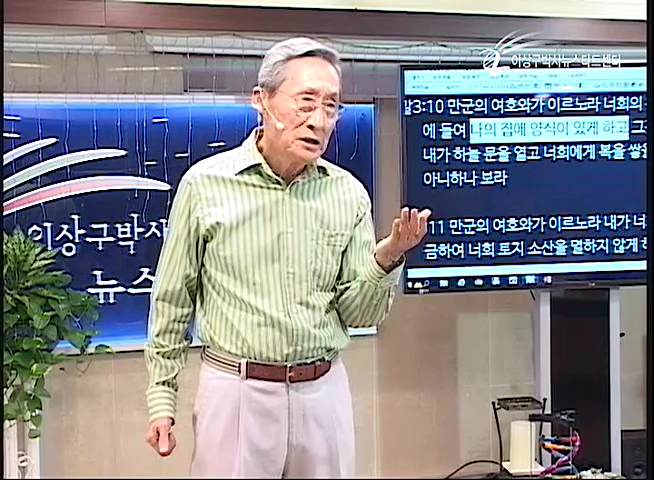 이상구박사뉴스타트센터
말3:10 만군의 여호와가 이르노라 너희의
에 들여 나의 집에 양식이 있게 하고
내가 하늘 문을 열고 너희에게 복을 쌓을
아니하나 보라
11 만군의 여호와가 이르노라 내가 너
금하여 너희 토지 소산을 멸하지 않게
이상구박사
뉴스